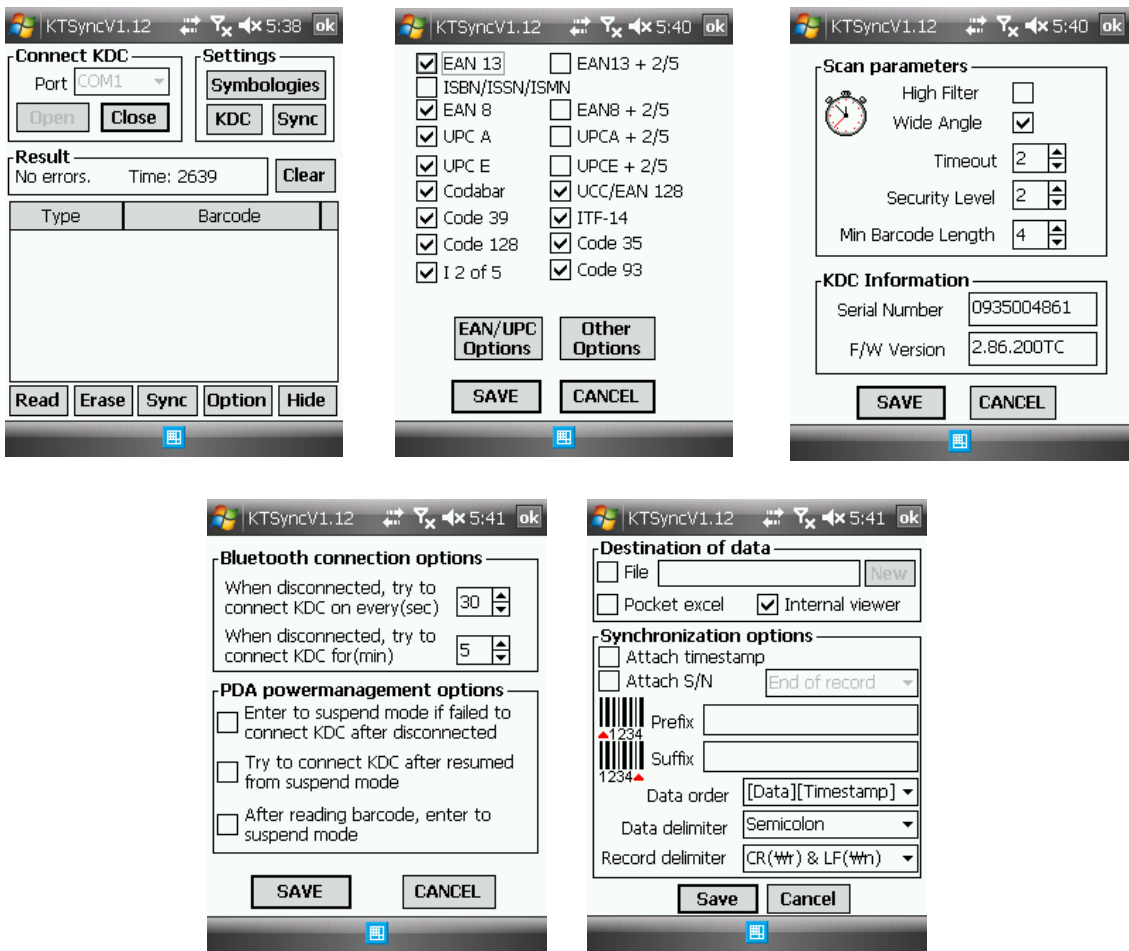 KTSyncV1.12 5:38 ok
Connect KDC
Port COM1
Open Close
Settings
Symbologies
KDC Sync
Result
No errors. Time: 2639 Clear
Type Barcode
Read Erase Sync Option Hide
KTSyncV1.12 5:40 ok
EAN 13 EAN13 + 2/5
ISBN/ISSN/ISMN
EAN 8 EAN8 + 2/5
UPC A UPCA + 2/5
UPC E UPCE + 2/5
Codabar UCC/EAN 128
Code 39 ITF-14
Code 128 Code 35
I 2 of 5 Code 93
EAN/UPC
Options
Other
Options
SAVE CANCEL
KTSyncV1.12 5:40 ok
Scan parameters
High Filter
Wide Angle
Timeout 2
Security Level 2
Min Barcode Length 4
KDC Information
Serial Number 0935004861
F/W Version 2.86.200TC
SAVE CANCEL
KTSyncV1.12 5:41 ok
Bluetooth connection options
When disconnected, try to
connect KDC on every(sec) 30
When disconnected, try to
connect KDC for(min) 5
PDA powermanagement options
Enter to suspend mode if failed to
connect KDC after disconnected
Try to connect KDC after resumed
from suspend mode
After reading barcode, enter to
suspend mode
SAVE CANCEL
KTSyncV1.12 5:41 ok
Destination of data
File New
Pocket excel Internal viewer
Synchronization options
Attach timestamp
Attach S/N End of record
Prefix
1234
Suffix
1234
Data order [Data][Timestamp]
Data delimiter Semicolon
Record delimiter CR(₩r) & LF(₩n)
Save Cancel